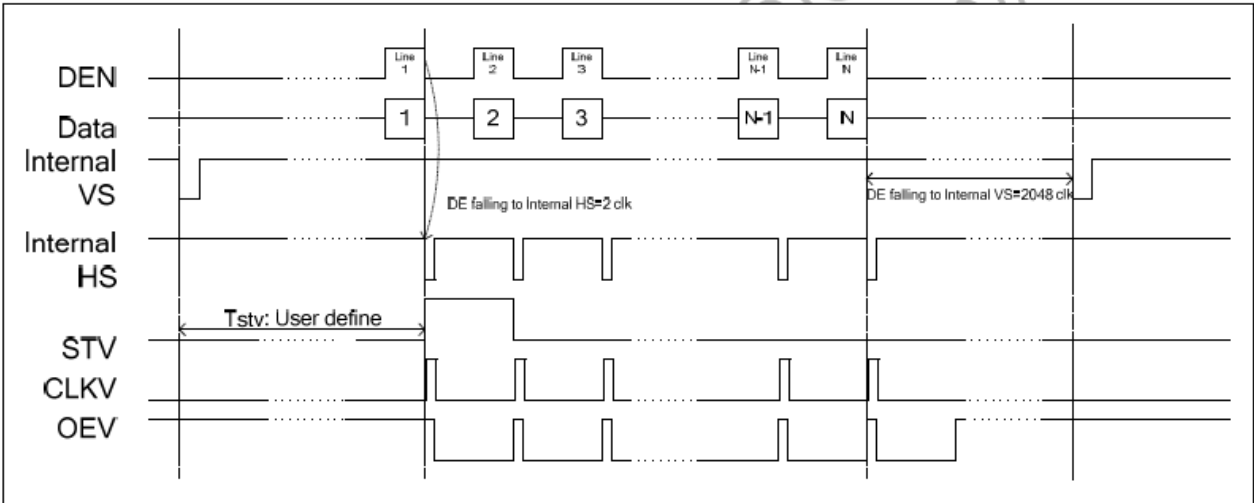 DEN
Line 1
Line 2
Line 3
Line N-1
Line N
Data
1
2
3
N-1
N
Internal VS
DE falling to Internal HS=2 clk
DE falling to Internal VS=2048 clk
Internal HS
Tstv: User define
STV
CLKV
OEV